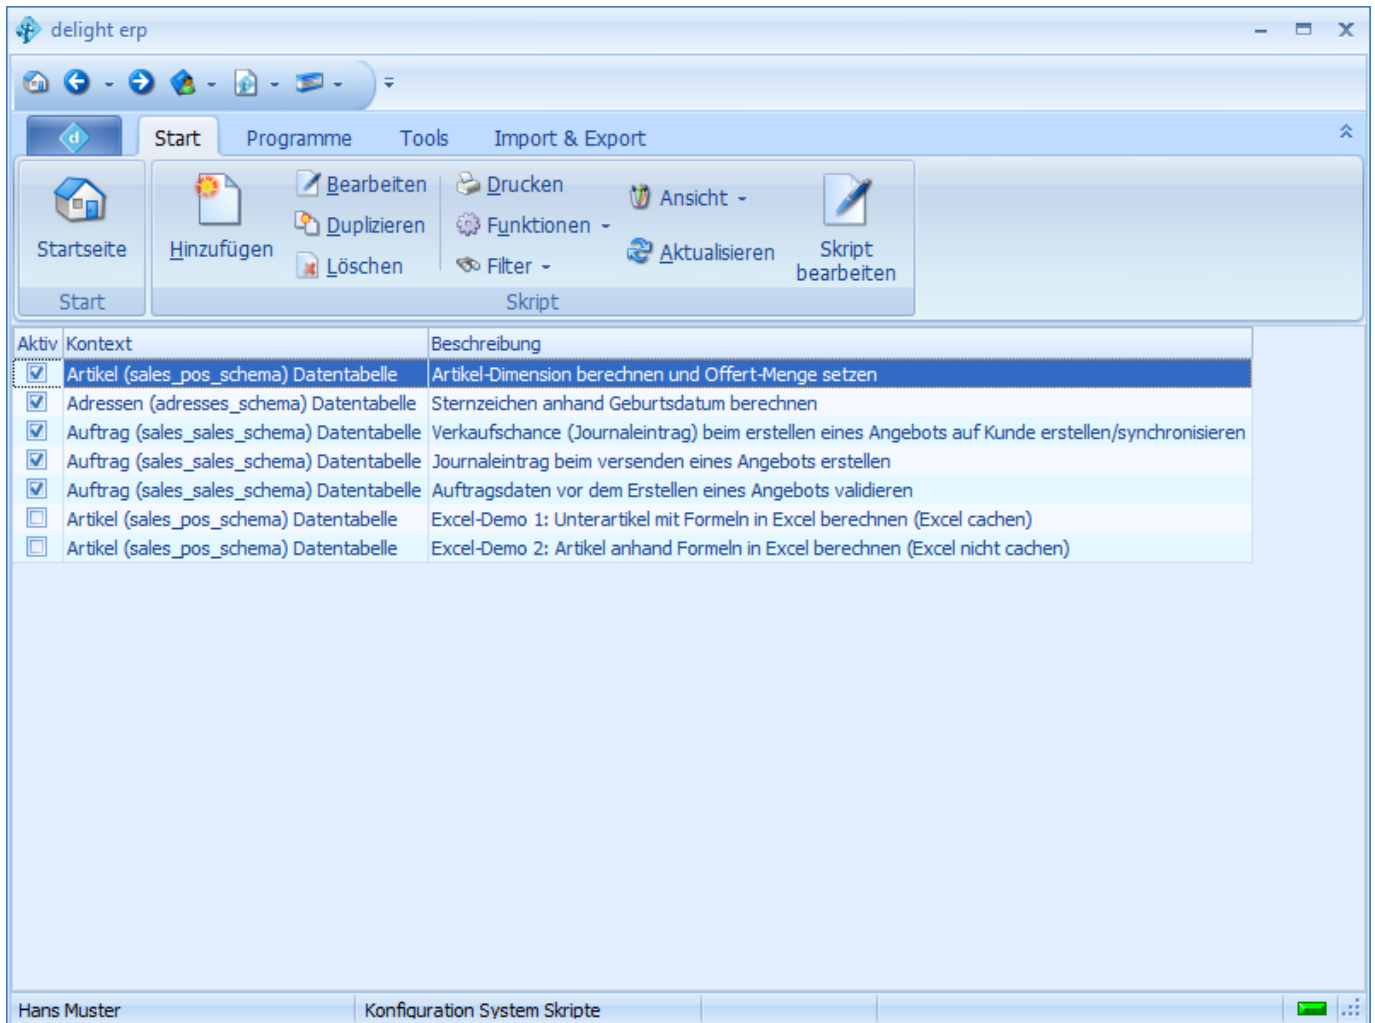 delight erp
Start Programme Tools Import & Export
Startseite
Hinzufügen
Bearbeiten
Duplizieren
Löschen
Drucken
Funktionen
Filter
Ansicht
Aktualisieren
Skript
bearbeiten
Start Skript
Aktiv Kontext Beschreibung
Artikel (sales_pos_schema) Datentabelle Artikel-Dimension berechnen und Offert-Menge setzen
Adressen (adresses_schema) Datentabelle Sternzeichen anhand Geburtsdatum berechnen
Auftrag (sales_sales_schema) Datentabelle Verkaufschance (Journaleintrag) beim erstellen eines Angebots auf Kunde erstellen/synchronisieren
Auftrag (sales_sales_schema) Datentabelle Journaleintrag beim versenden eines Angebots erstellen
Auftrag (sales_sales_schema) Datentabelle Auftragsdaten vor dem Erstellen eines Angebots validieren
Artikel (sales_pos_schema) Datentabelle Excel-Demo 1: Unterartikel mit Formeln in Excel berechnen (Excel cachen)
Artikel (sales_pos_schema) Datentabelle Excel-Demo 2: Artikel anhand Formeln in Excel berechnen (Excel nicht cachen)
Hans Muster Konfiguration System Skripte